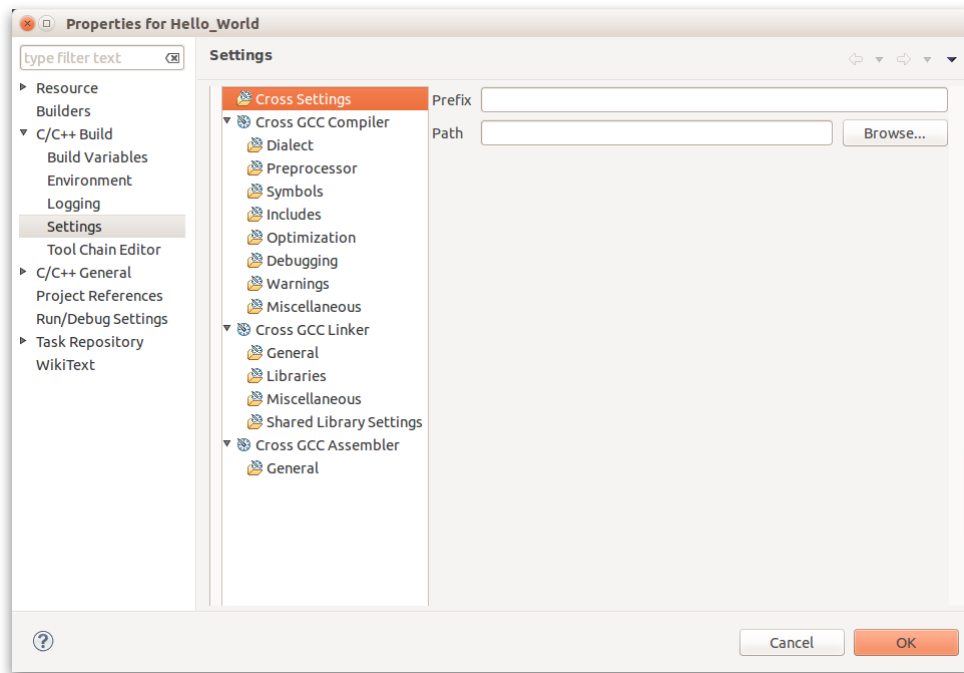 Properties for Hello_World
type filter text
Resource
Builders
C/C++ Build
Build Variables
Environment
Logging
Settings
Tool Chain Editor
C/C++ General
Project References
Run/Debug Settings
Task Repository
WikiText
Settings
Cross Settings
Cross GCC Compiler
Dialect
Preprocessor
Symbols
Includes
Optimization
Debugging
Warnings
Miscellaneous
Cross GCC Linker
General
Libraries
Miscellaneous
Shared Library Settings
Cross GCC Assembler
General
Prefix
Path
Browse...
?
Cancel
OK